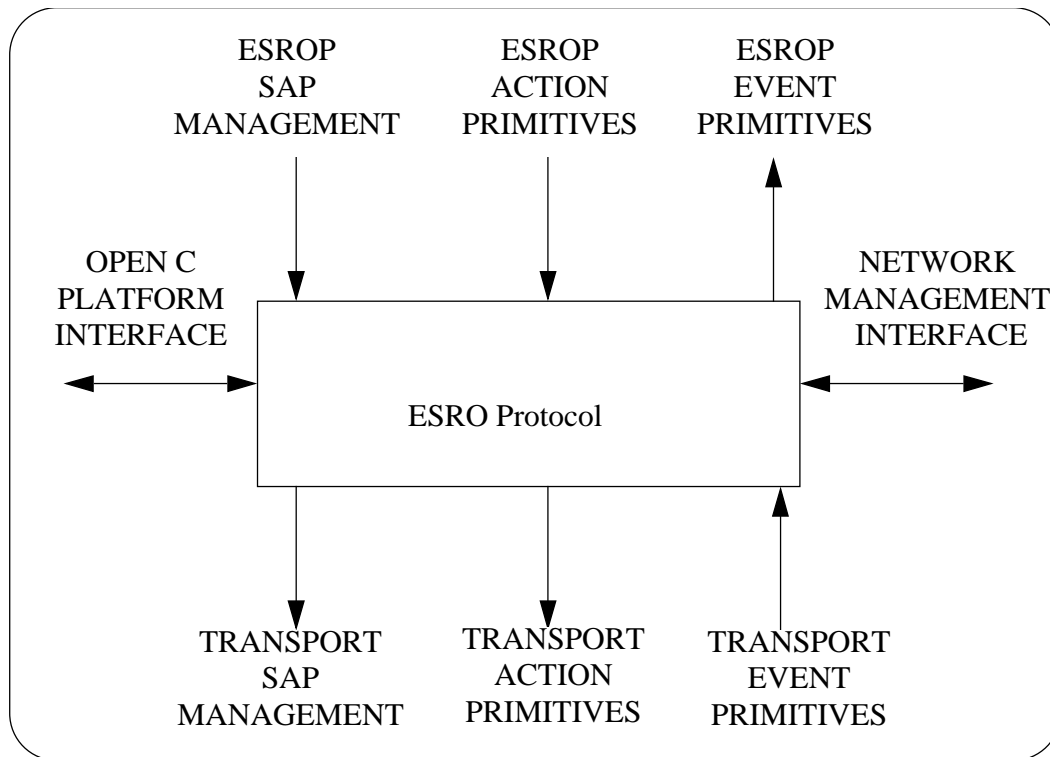 ESROP
SAP
MANAGEMENT
ESROP
ACTION
PRIMITIVES
ESROP
EVENT
PRIMITIVES
OPEN C
PLATFORM
INTERFACE
NETWORK
MANAGEMENT
INTERFACE
ESRO Protocol
TRANSPORT
SAP
MANAGEMENT
TRANSPORT
ACTION
PRIMITIVES
TRANSPORT
EVENT
PRIMITIVES